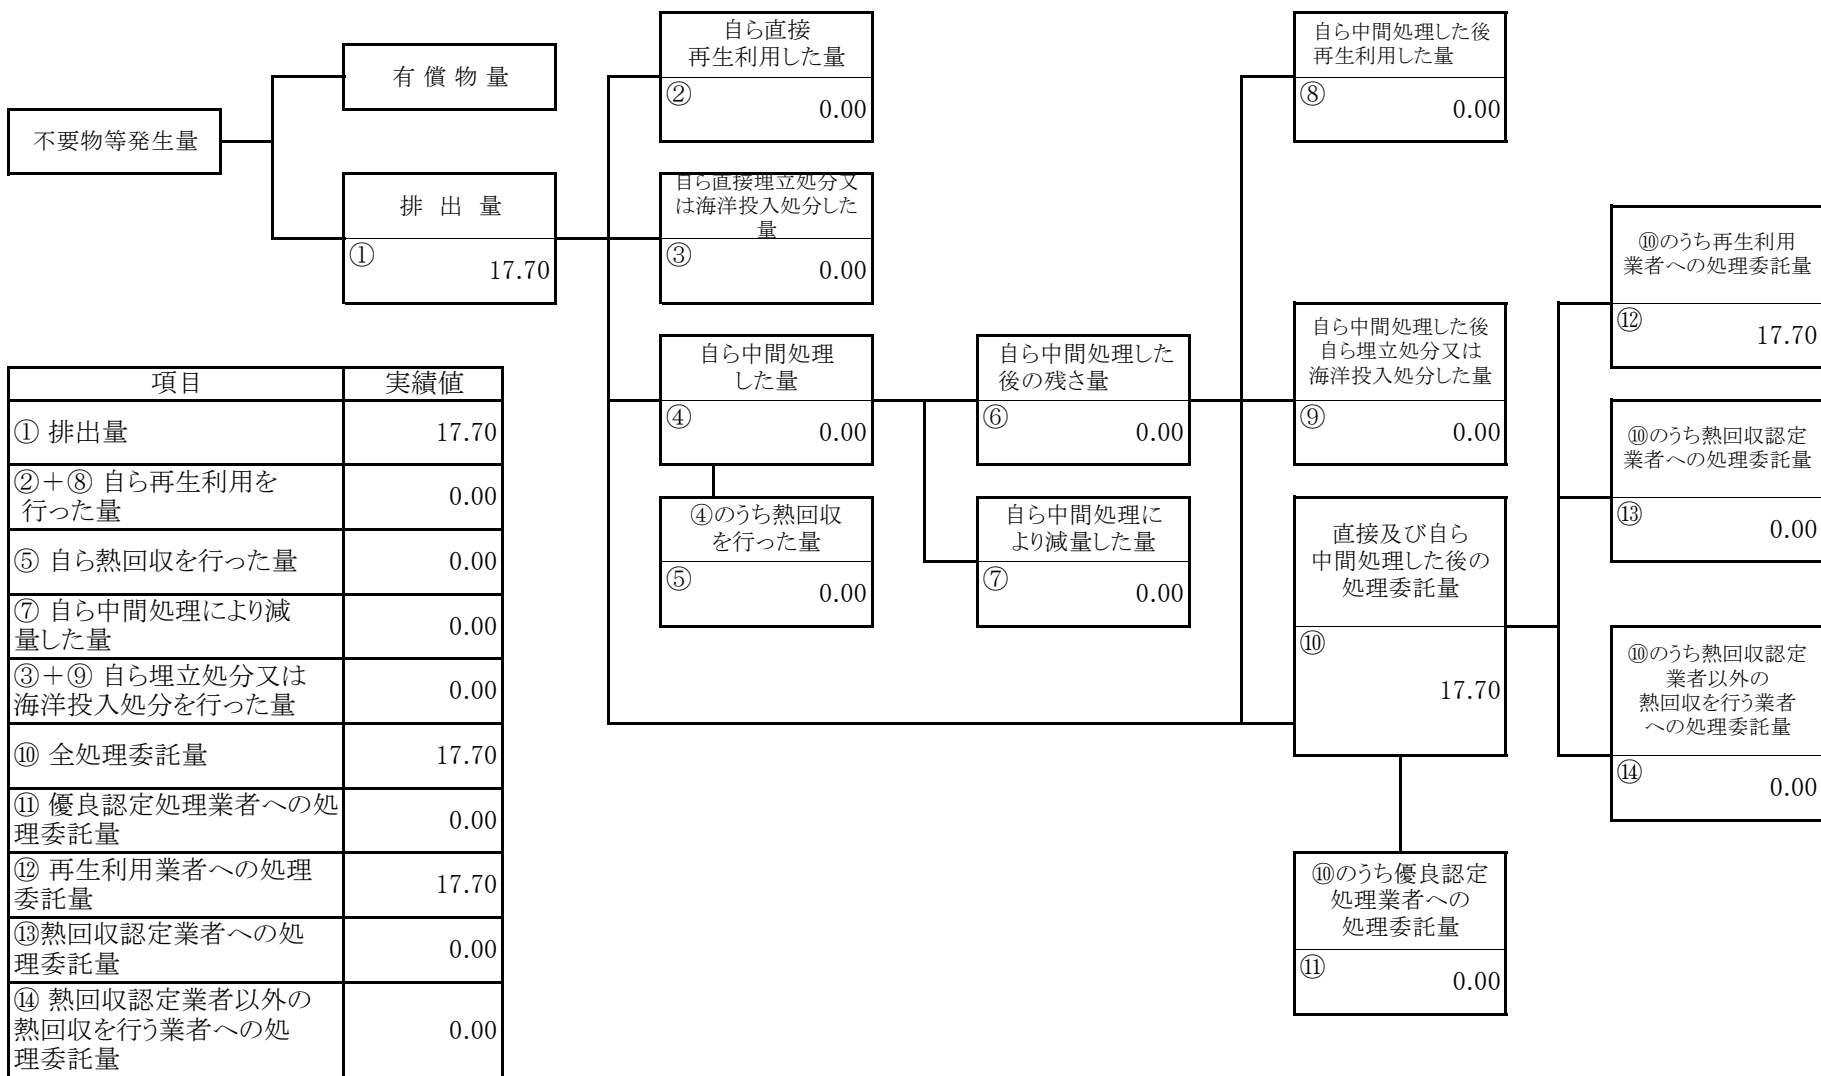 不要物等発生量
有 償 物 量
排 出 量
①
17.70
自ら直接
再生利用した量
②
0.00
自ら直接埋立処分又
は海洋投入処分した
量
③
0.00
自ら中間処理
した量
④
0.00
④のうち熱回収
を行った量
⑤
0.00
自ら中間処理した
後の残さ量
⑥
0.00
自ら中間処理に
より減量した量
⑦
0.00
自ら中間処理した後
再生利用した量
⑧
0.00
自ら中間処理した後
自ら埋立処分又は
海洋投入処分した量
⑨
0.00
直接及び自ら
中間処理した後の
処理委託量
⑩
17.70
⑩のうち優良認定
処理業者への
処理委託量
⑪
0.00
⑩のうち再生利用
業者への処理委託量
⑫
17.70
⑩のうち熱回収認定
業者への処理委託量
⑬
0.00
⑩のうち熱回収認定
業者以外の
熱回収を行う業者
への処理委託量
⑭
0.00
項目 実績値
① 排出量 17.70
②+⑧ 自ら再生利用を
行った量
0.00
⑤ 自ら熱回収を行った量 0.00
⑦ 自ら中間処理により減
量した量
0.00
③+⑨ 自ら埋立処分又は
海洋投入処分を行った量
0.00
⑩ 全処理委託量 17.70
⑪ 優良認定処理業者への処
理委託量
0.00
⑫ 再生利用業者への処理
委託量
17.70
⑬熱回収認定業者への処
理委託量
0.00
⑭ 熱回収認定業者以外の
熱回収を行う業者への処
理委託量
0.00